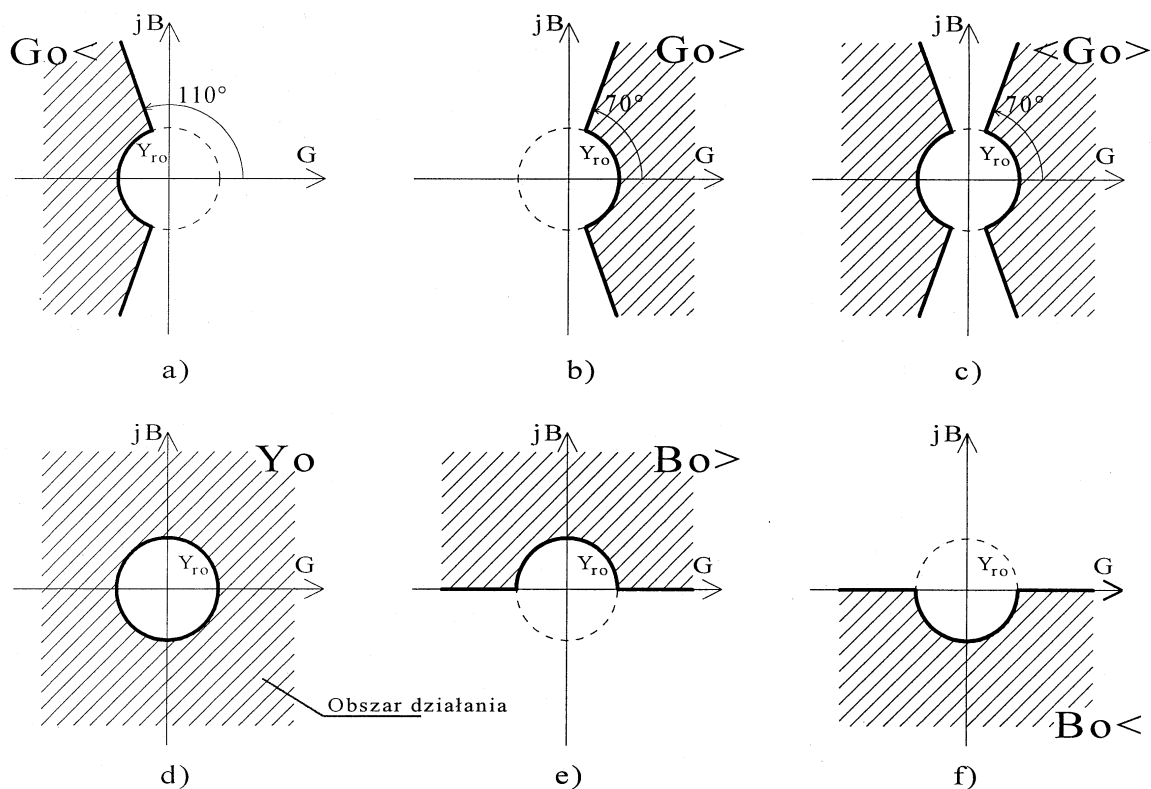 jB
Go<
110°
Yro
G
a)
jB
Go>
70°
Yro
G
b)
jB
<Go>
70°
Yro
G
c)
jB
Yo
Yro
G
Obszar działania
d)
jB
Bo>
Yro
G
e)
jB
Yro
G
Bo<
f)